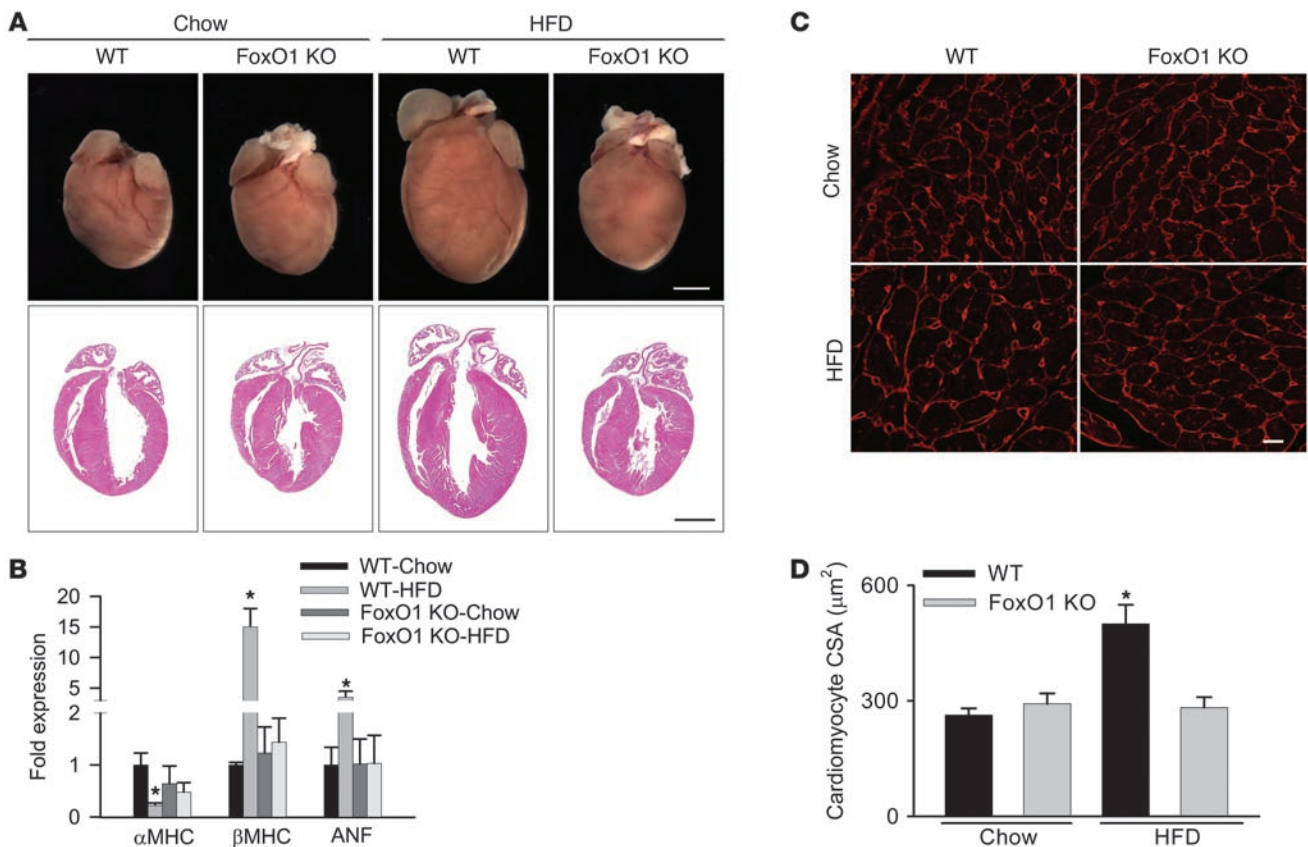 A
Chow
HFD
WT
FoxO1 KO
WT
FoxO1 KO
B
WT-Chow
WT-HFD
FoxO1 KO-Chow
FoxO1 KO-HFD
Fold expression
20
15
10
5
2
1
0
*
*
*
αMHC
βMHC
ANF
C
WT
FoxO1 KO
Chow
HFD
D
WT
FoxO1 KO
Cardiomyocyte CSA (μm²)
600
300
0
*
Chow
HFD